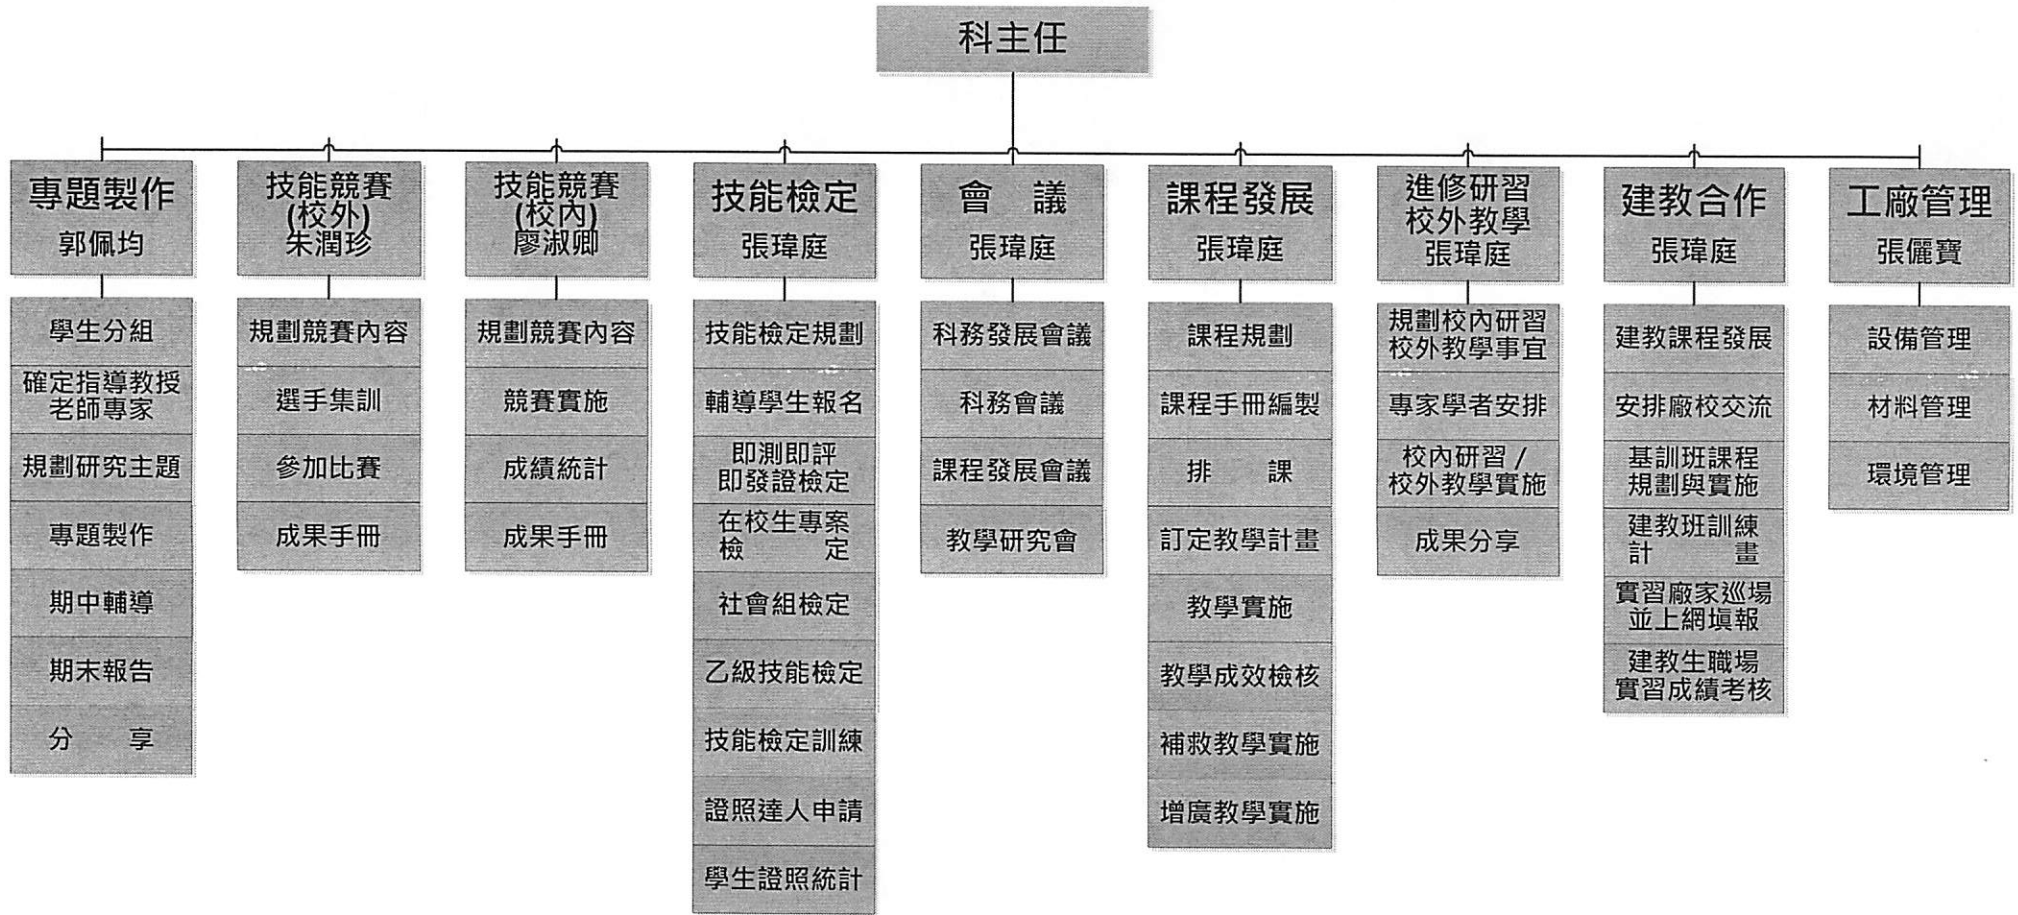 科主任
專題製作
郭佩均
學生分組
確定指導教授
老師專家
規劃研究主題
專題製作
期中輔導
期末報告
分　　享
技能競賽
(校外)
朱潤珍
規劃競賽內容
選手集訓
參加比賽
成果手冊
技能競賽
(校內)
廖淑卿
規劃競賽內容
競賽實施
成績統計
成果手冊
技能檢定
張瑋庭
技能檢定規劃
輔導學生報名
即測即評
即發證檢定
在校生專案
檢　　　定
社會組檢定
乙級技能檢定
技能檢定訓練
證照達人申請
學生證照統計
會　議
張瑋庭
科務發展會議
科務會議
課程發展會議
教學研究會
課程發展
張瑋庭
課程規劃
課程手冊編製
排　　課
訂定教學計畫
教學實施
教學成效檢核
補救教學實施
增廣教學實施
進修研習
校外教學
張瑋庭
規劃校內研習
校外教學事宜
專家學者安排
校內研習 /
校外教學實施
成果分享
建教合作
張瑋庭
建教課程發展
安排廠校交流
基訓班課程
規劃與實施
建教班訓練
計　　　畫
實習廠家巡場
並上網填報
建教生職場
實習成績考核
工廠管理
張儷寶
設備管理
材料管理
環境管理